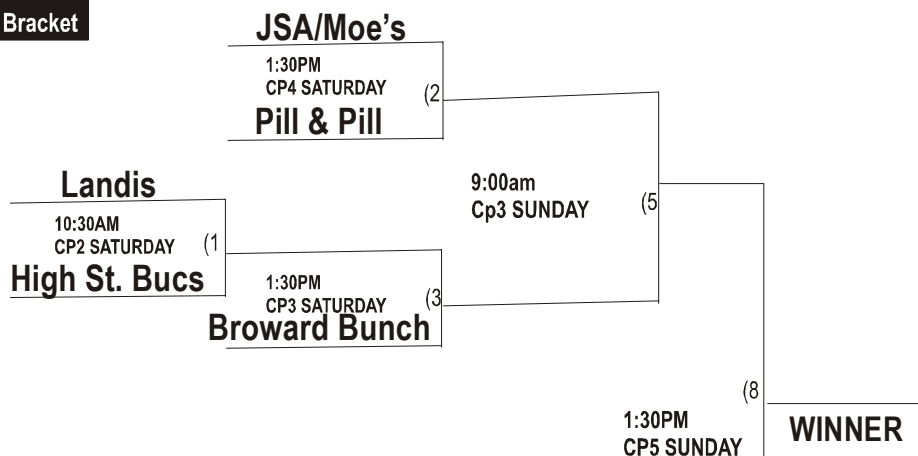 Bracket
JSA/Moe's
1:30PM
CP4 SATURDAY
(2
Pill & Pill
Landis
10:30AM
CP2 SATURDAY
(1
High St. Bucs
1:30PM
CP3 SATURDAY
(3
Broward Bunch
9:00am
Cp3 SUNDAY
(5
(8
1:30PM
CP5 SUNDAY
WINNER